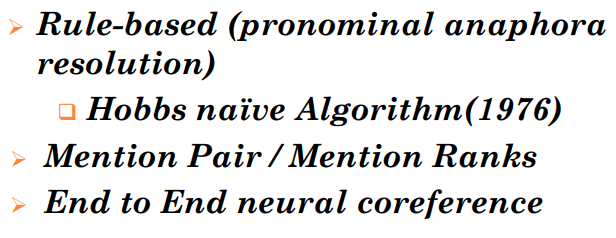 Rule-based (pronominal anaphora
resolution)
Hobbs naïve Algorithm(1976)
Mention Pair / Mention Ranks
End to End neural coreference